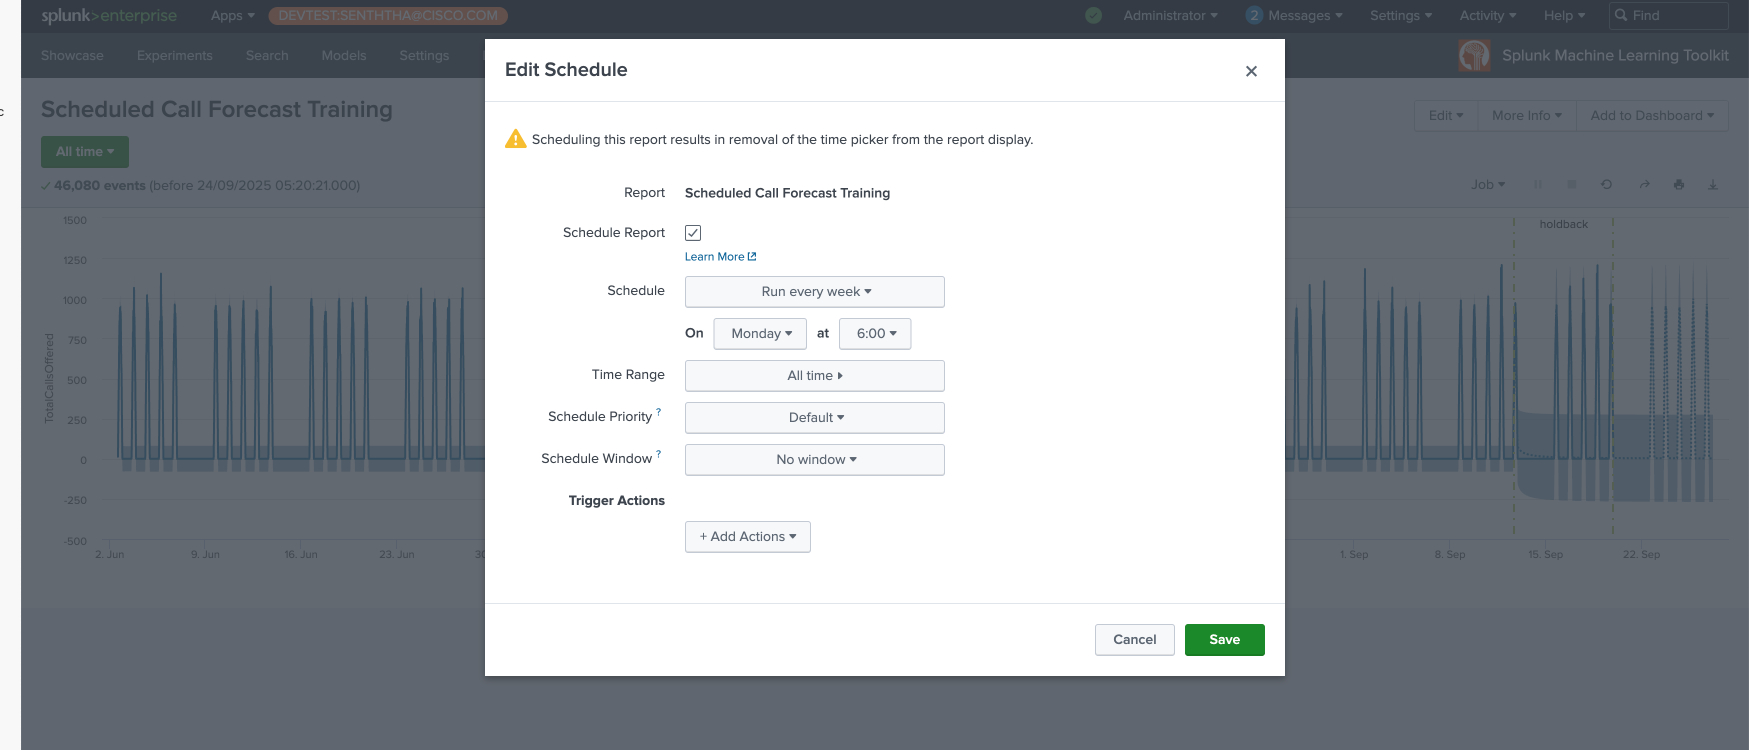 splunk>enterprise Apps DEVTEST:SENTHTHA@CISCO.COM Administrator 2 Messages Settings Activity Help Find
Showcase Experiments Search Models Settings Splunk Machine Learning Toolkit
Scheduled Call Forecast Training
Edit More Info Add to Dashboard
All time
46,080 events (before 24/09/2025 05:20:21.000)
Job
Edit Schedule
Scheduling this report results in removal of the time picker from the report display.
Report Scheduled Call Forecast Training
Schedule Report
Learn More
Schedule Run every week
On Monday at 6:00
Time Range All time
Schedule Priority ? Default
Schedule Window ? No window
Trigger Actions
+ Add Actions
Cancel Save
TotalCallsOffered
1500
1250
1000
750
500
250
0
-250
-500
2. Jun 9. Jun 16. Jun 23. Jun 1. Sep 8. Sep 15. Sep 22. Sep
holdback